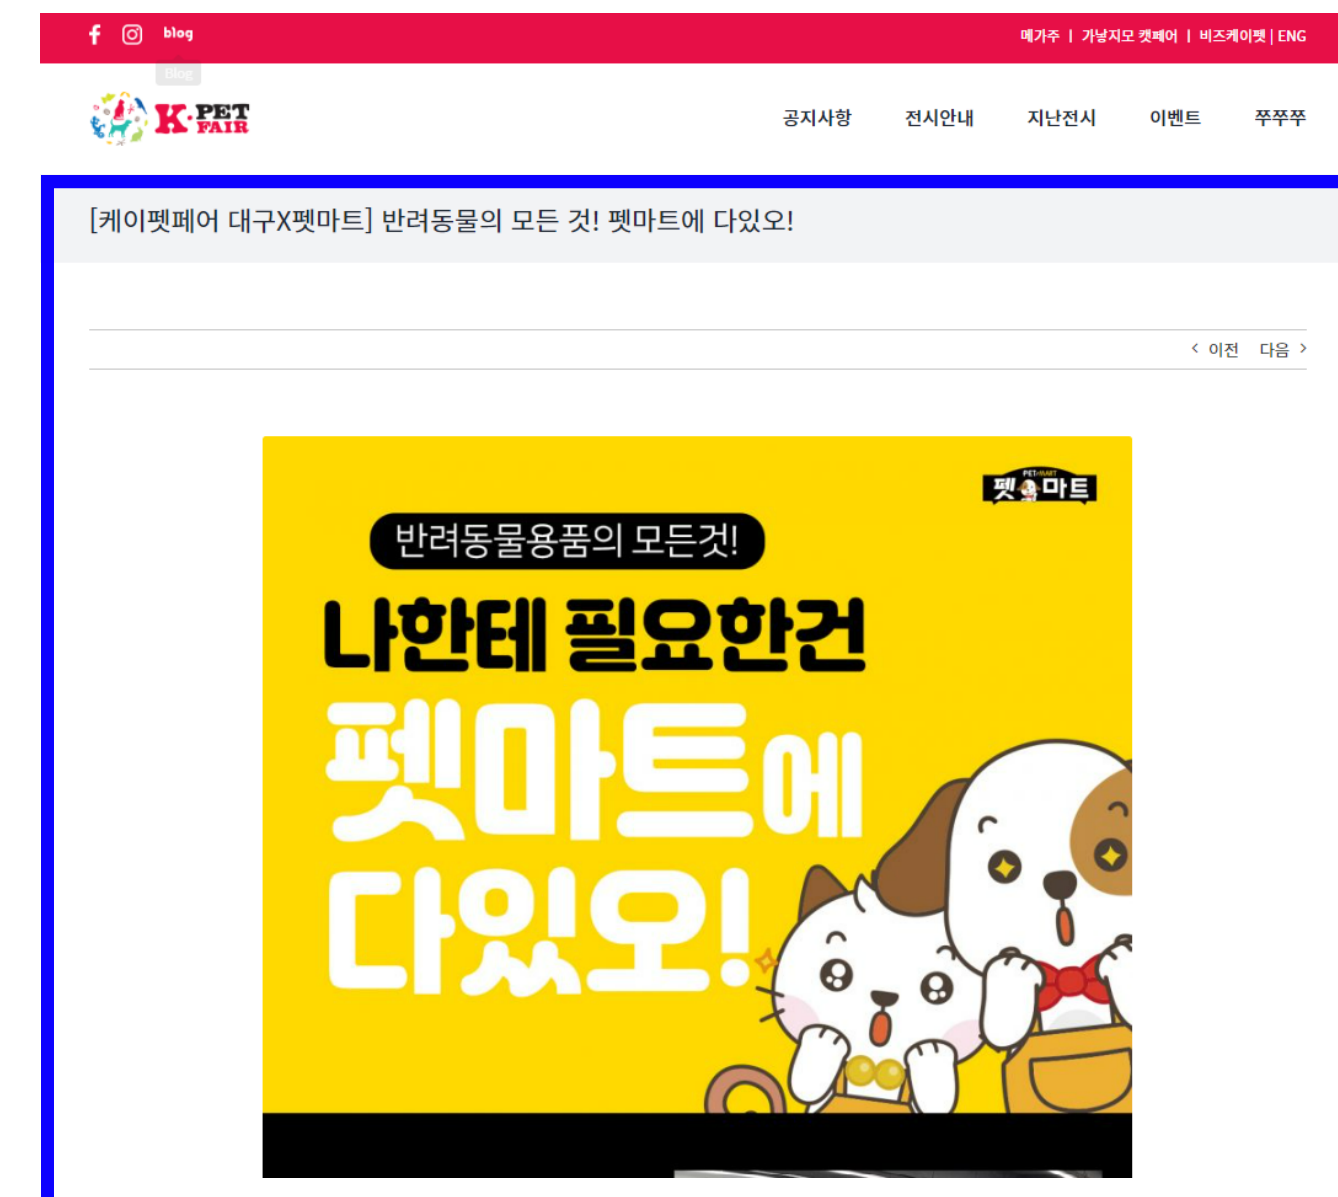 blog
메가주 | 가낳지모 캣페어 | 비즈케이펫 | ENG
Blog
K·PET
FAIR
공지사항 전시안내 지난전시 이벤트 쭈쭈쭈
[케이펫페어 대구X펫마트] 반려동물의 모든 것! 펫마트에 다있오!
< 이전 다음 >
PET-MART
펫마트
반려동물용품의 모든것!
나한테 필요한건
펫마트에
다있오!